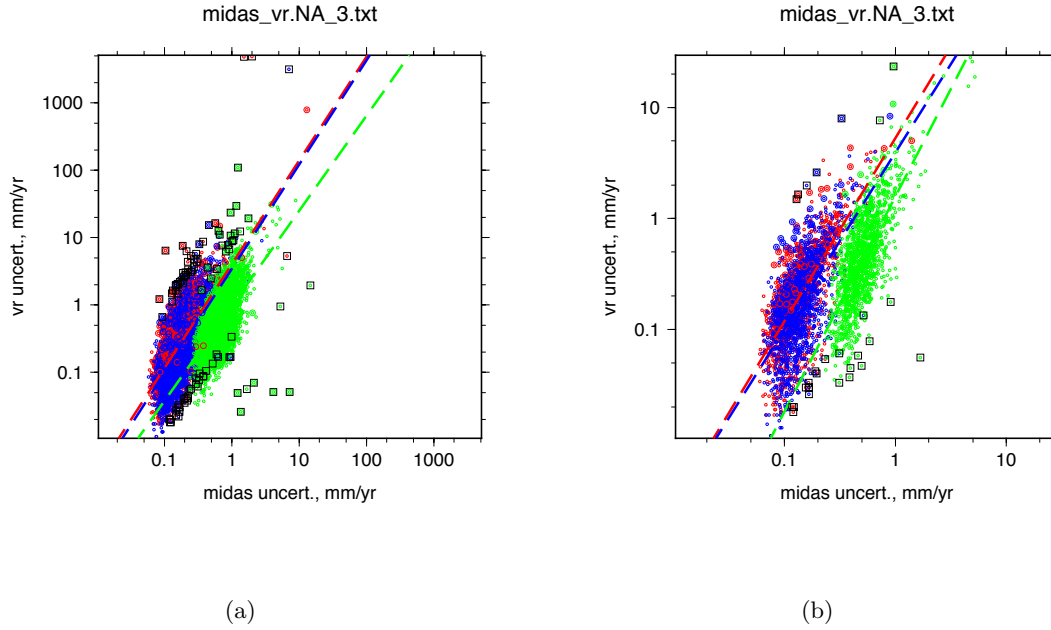 midas_vr.NA_3.txt
1000
100
10
1
0.1
vr uncert., mm/yr
0.1 1 10 100 1000
midas uncert., mm/yr
(a)
midas_vr.NA_3.txt
10
1
0.1
vr uncert., mm/yr
0.1 1 10
midas uncert., mm/yr
(b)